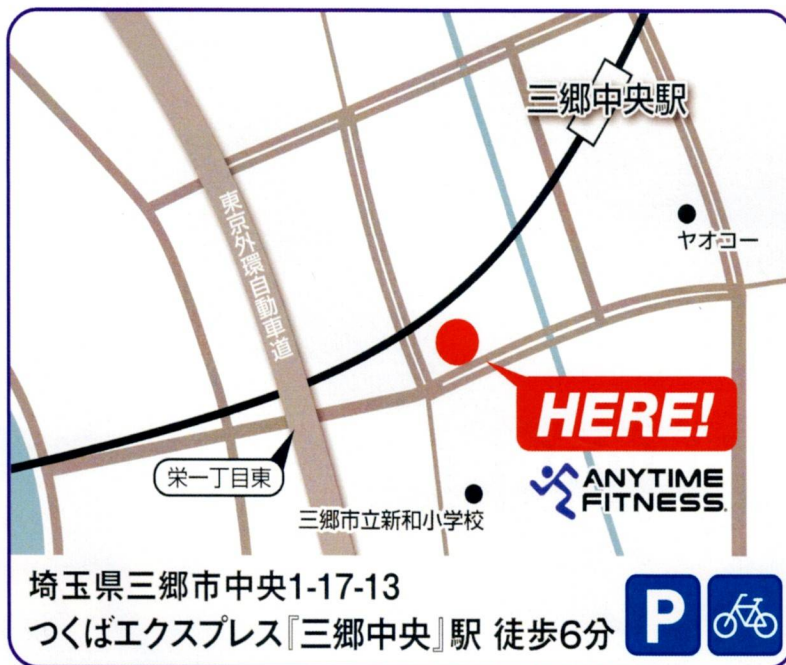 三郷中央駅
ヤオコー
東京外環自動車道
HERE!
栄一丁目東
ANYTIME
FITNESS.
三郷市立新和小学校
埼玉県三郷市中央1-17-13
つくばエクスプレス『三郷中央』駅 徒歩6分
P